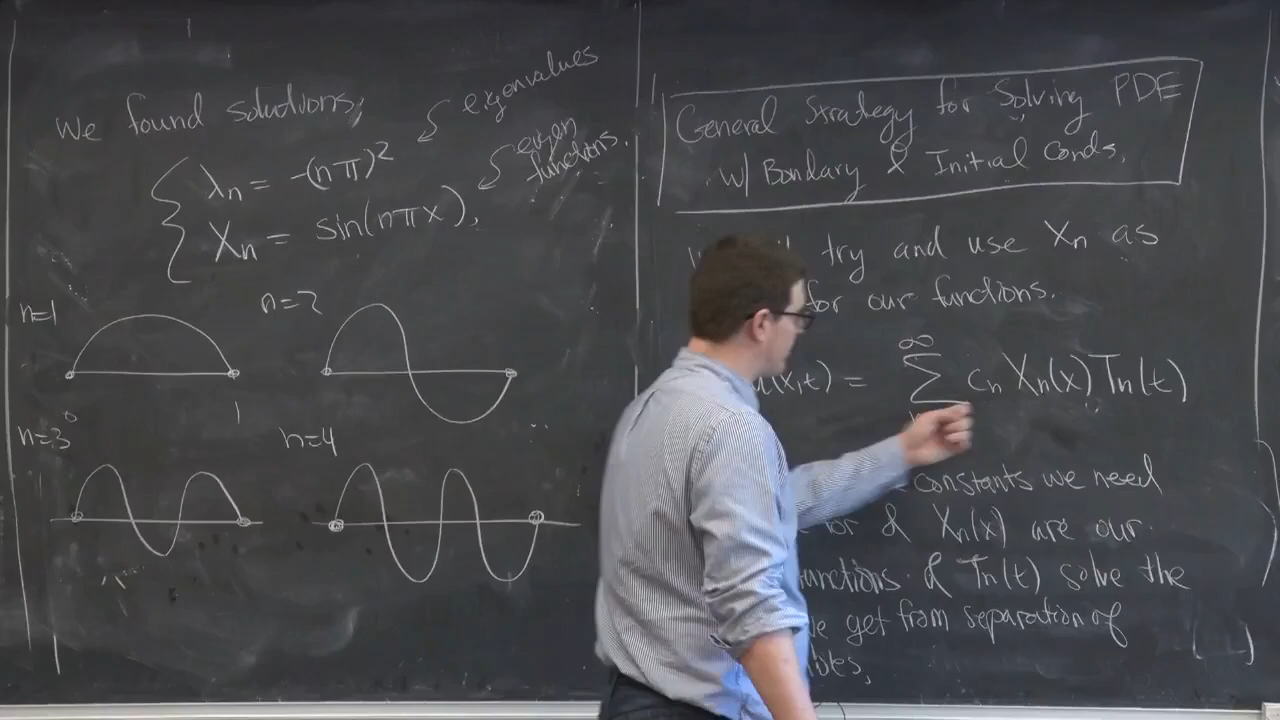 We found solutions;
eigenvalues
λn = -(nπ)²
eigen
functions.
Xn = sin(nπx),
n=1
n=2
0
1
n=3
n=4
General Strategy for Solving PDE
w/ Bondary & Initial Conds.
try and use Xn as
for our functions.
u(x,t) = ∞ Σ cn Xn(x) Tn(t)
constants we need
for & Xn(x) are our
functions. & Tn(t) solve the
we get from separation of